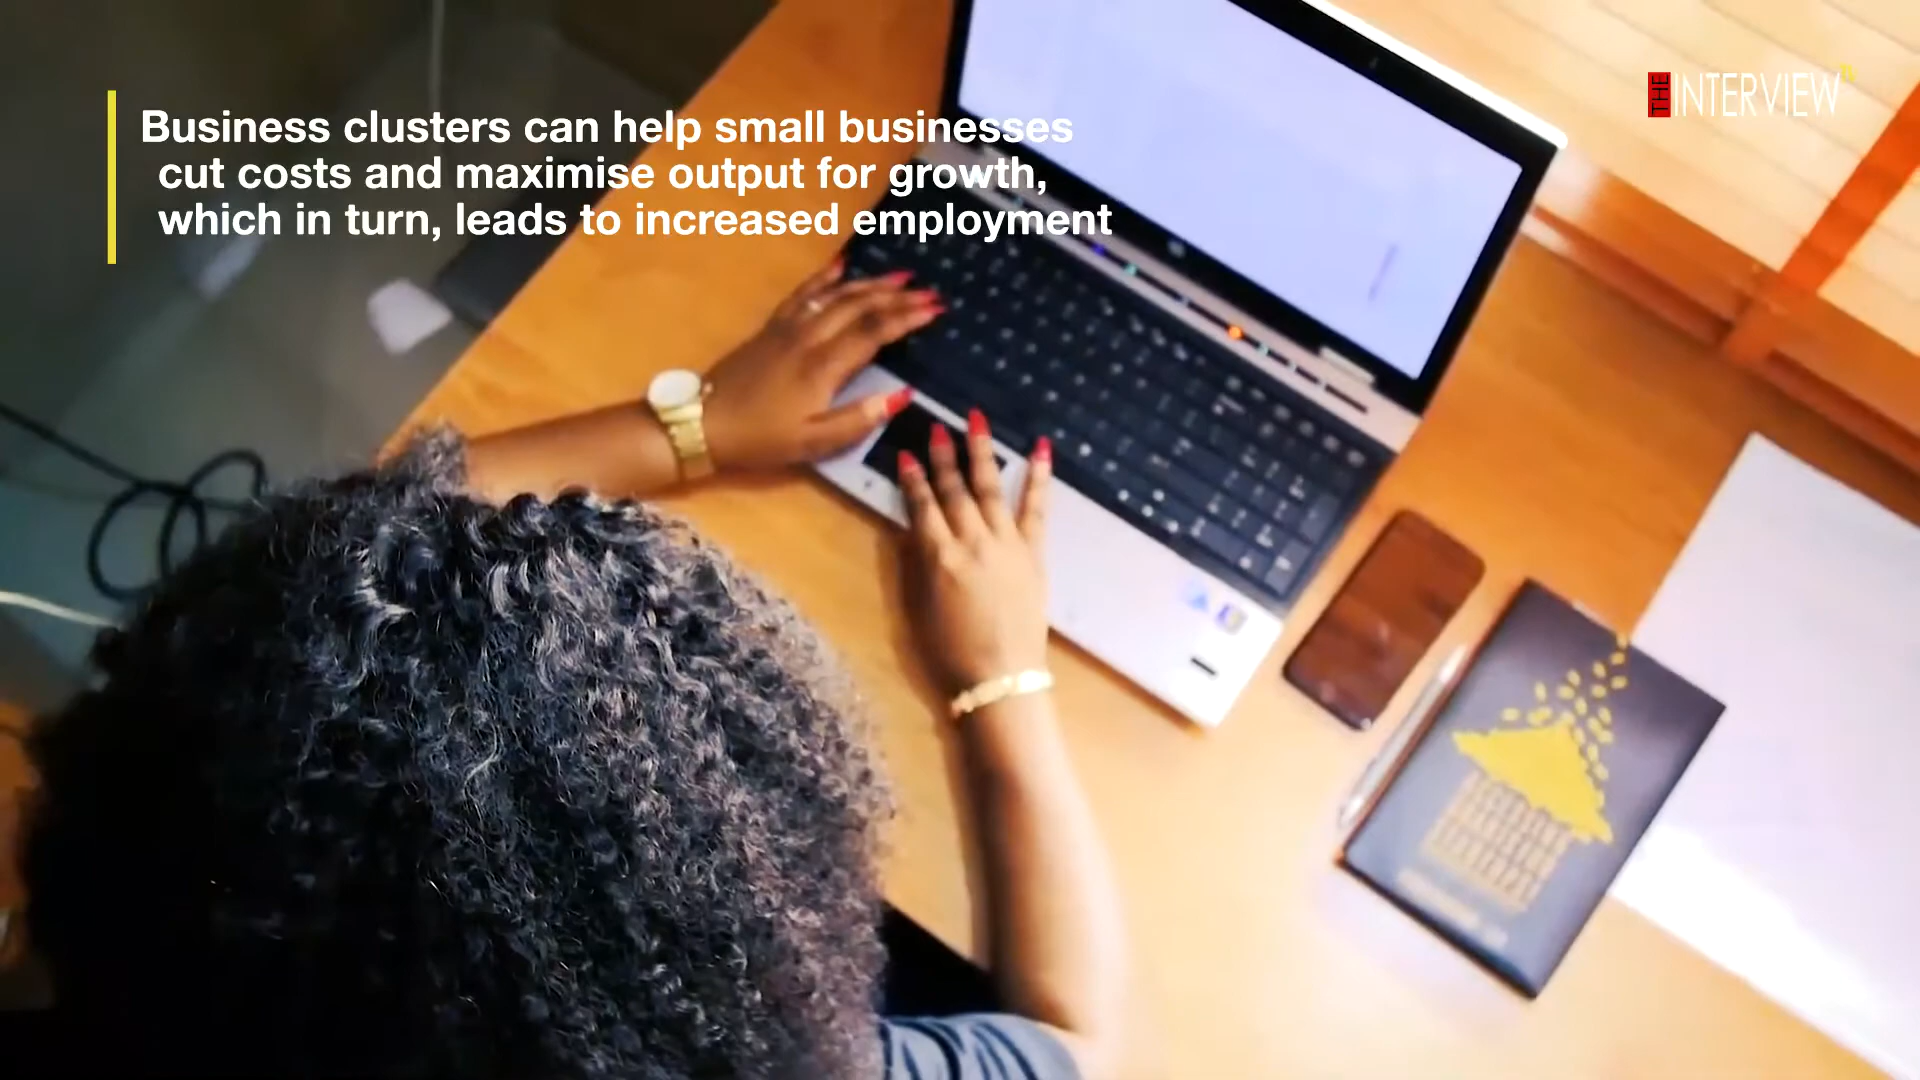 Business clusters can help small businesses
cut costs and maximise output for growth,
which in turn, leads to increased employment
THE INTERVIEW